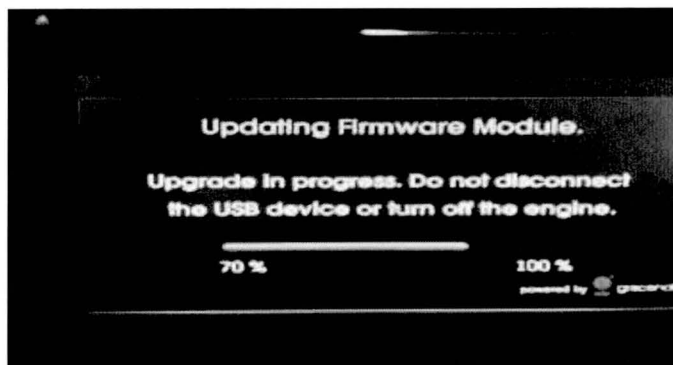 Updating Firmware Module.
Upgrade in progress. Do not disconnect
the USB device or turn off the engine.
70 %
100 %
powered by